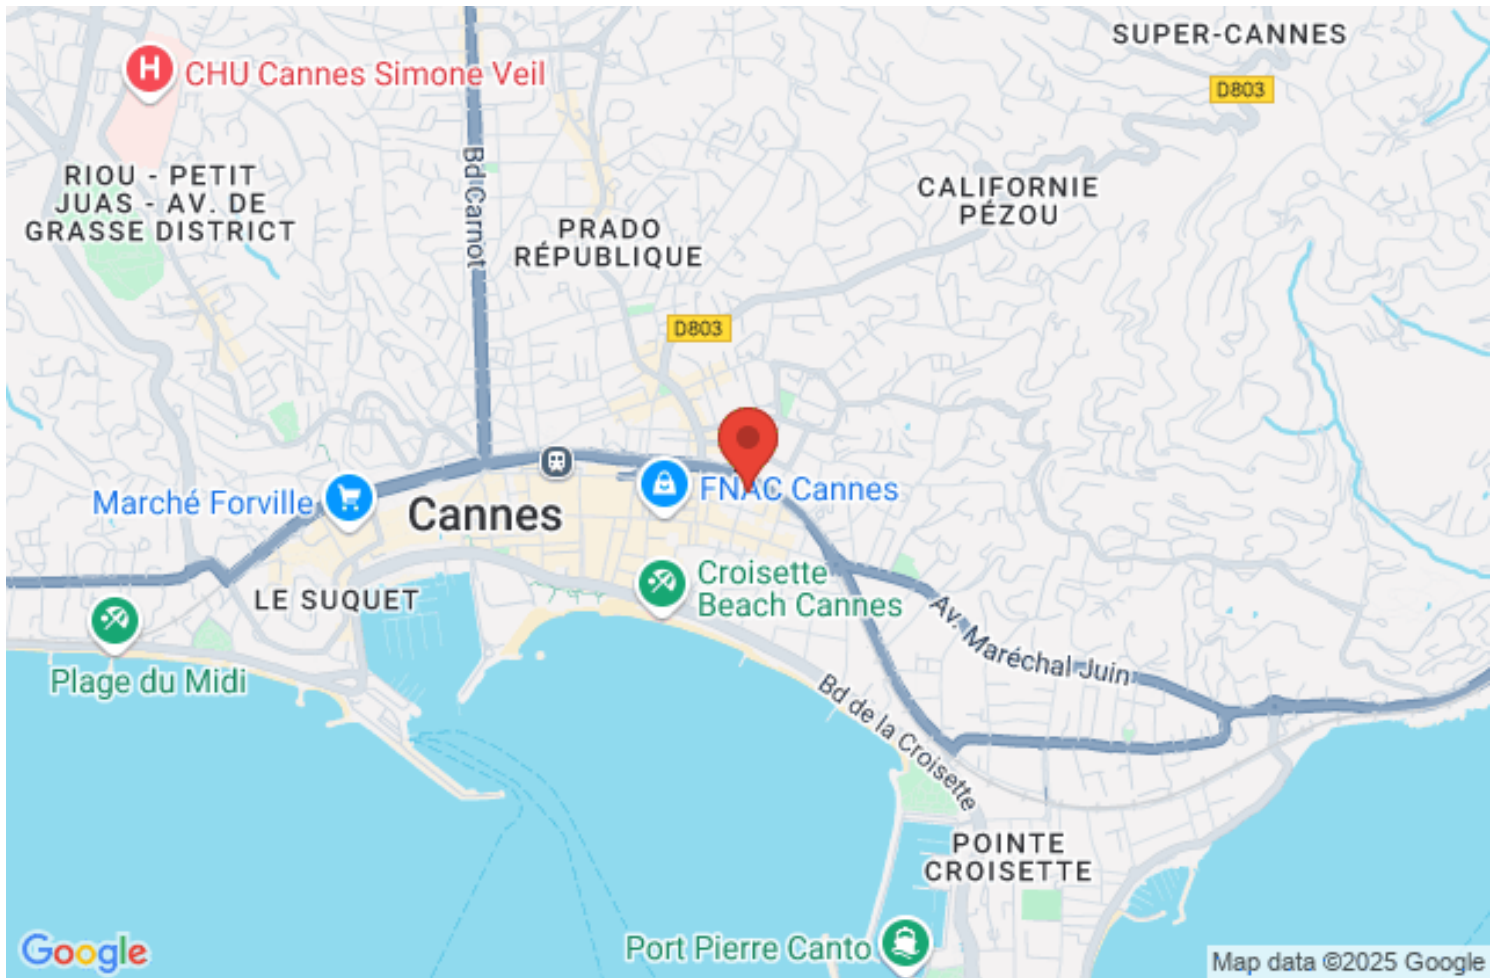 SUPER-CANNES
CHU Cannes Simone Veil
D803
RIOU - PETIT
JUAS - AV. DE
GRASSE DISTRICT
Bd Carnot
CALIFORNIE
PÉZOU
PRADO
RÉPUBLIQUE
D803
Marché Forville
Cannes
FNAC Cannes
Croisette
Beach Cannes
LE SUQUET
Av. Maréchal Juin
Plage du Midi
Bd de la Croisette
POINTE
CROISETTE
Port Pierre Canto
Google
Map data ©2025 Google